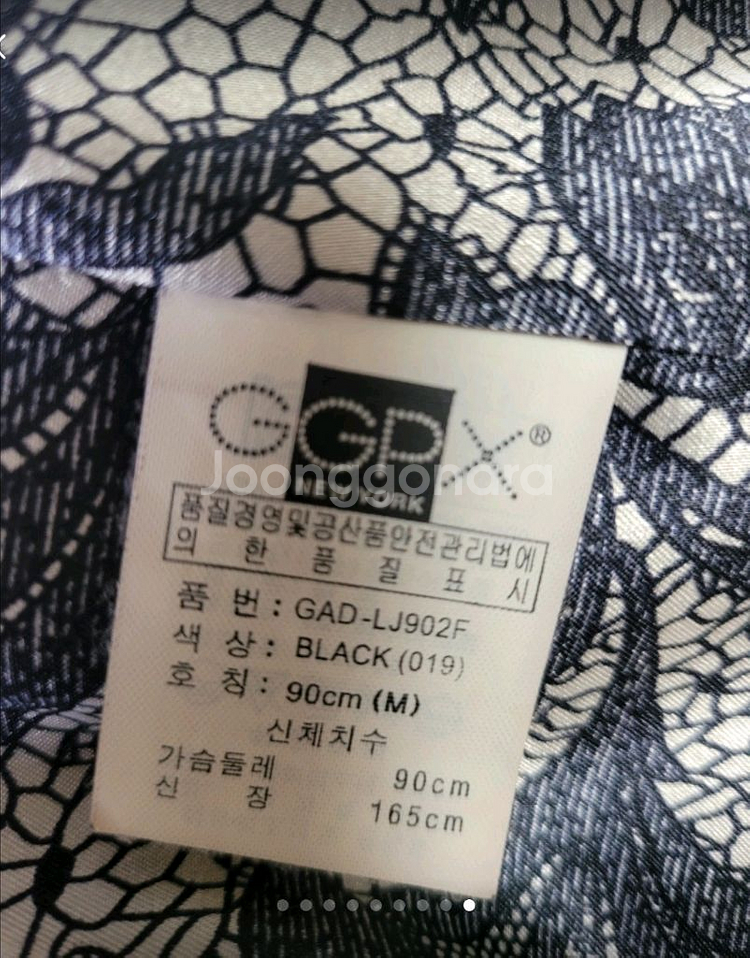 GGPX®
NEW YORK
Joonggonara
품질경영및공산품안전관리법에
의 한 품 질 표 시
품 번 : GAD-LJ902F
색 상 : BLACK (019)
호 칭 : 90cm (M)
신체치수
가슴둘레 90cm
신 장 165cm